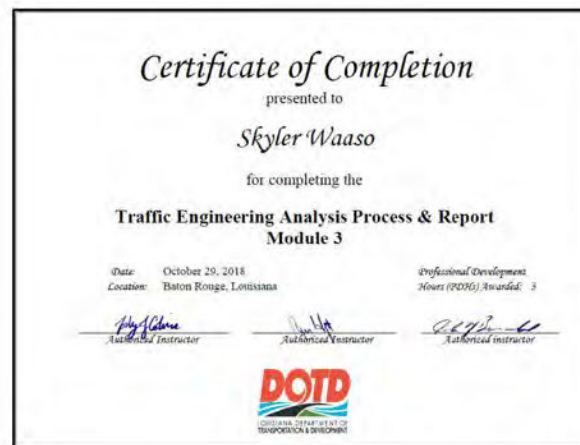 Certificate of Completion
presented to
Skyler Waaso
for completing the
Traffic Engineering Analysis Process & Report
Module 3
Date: October 29, 2018
Location: Baton Rouge, Louisiana
Professional Development
Hours (PDHs) Awarded: 3
Authorized Instructor
Authorized Instructor
Authorized instructor
DOTD
LOUISIANA DEPARTMENT OF
TRANSPORTATION & DEVELOPMENT